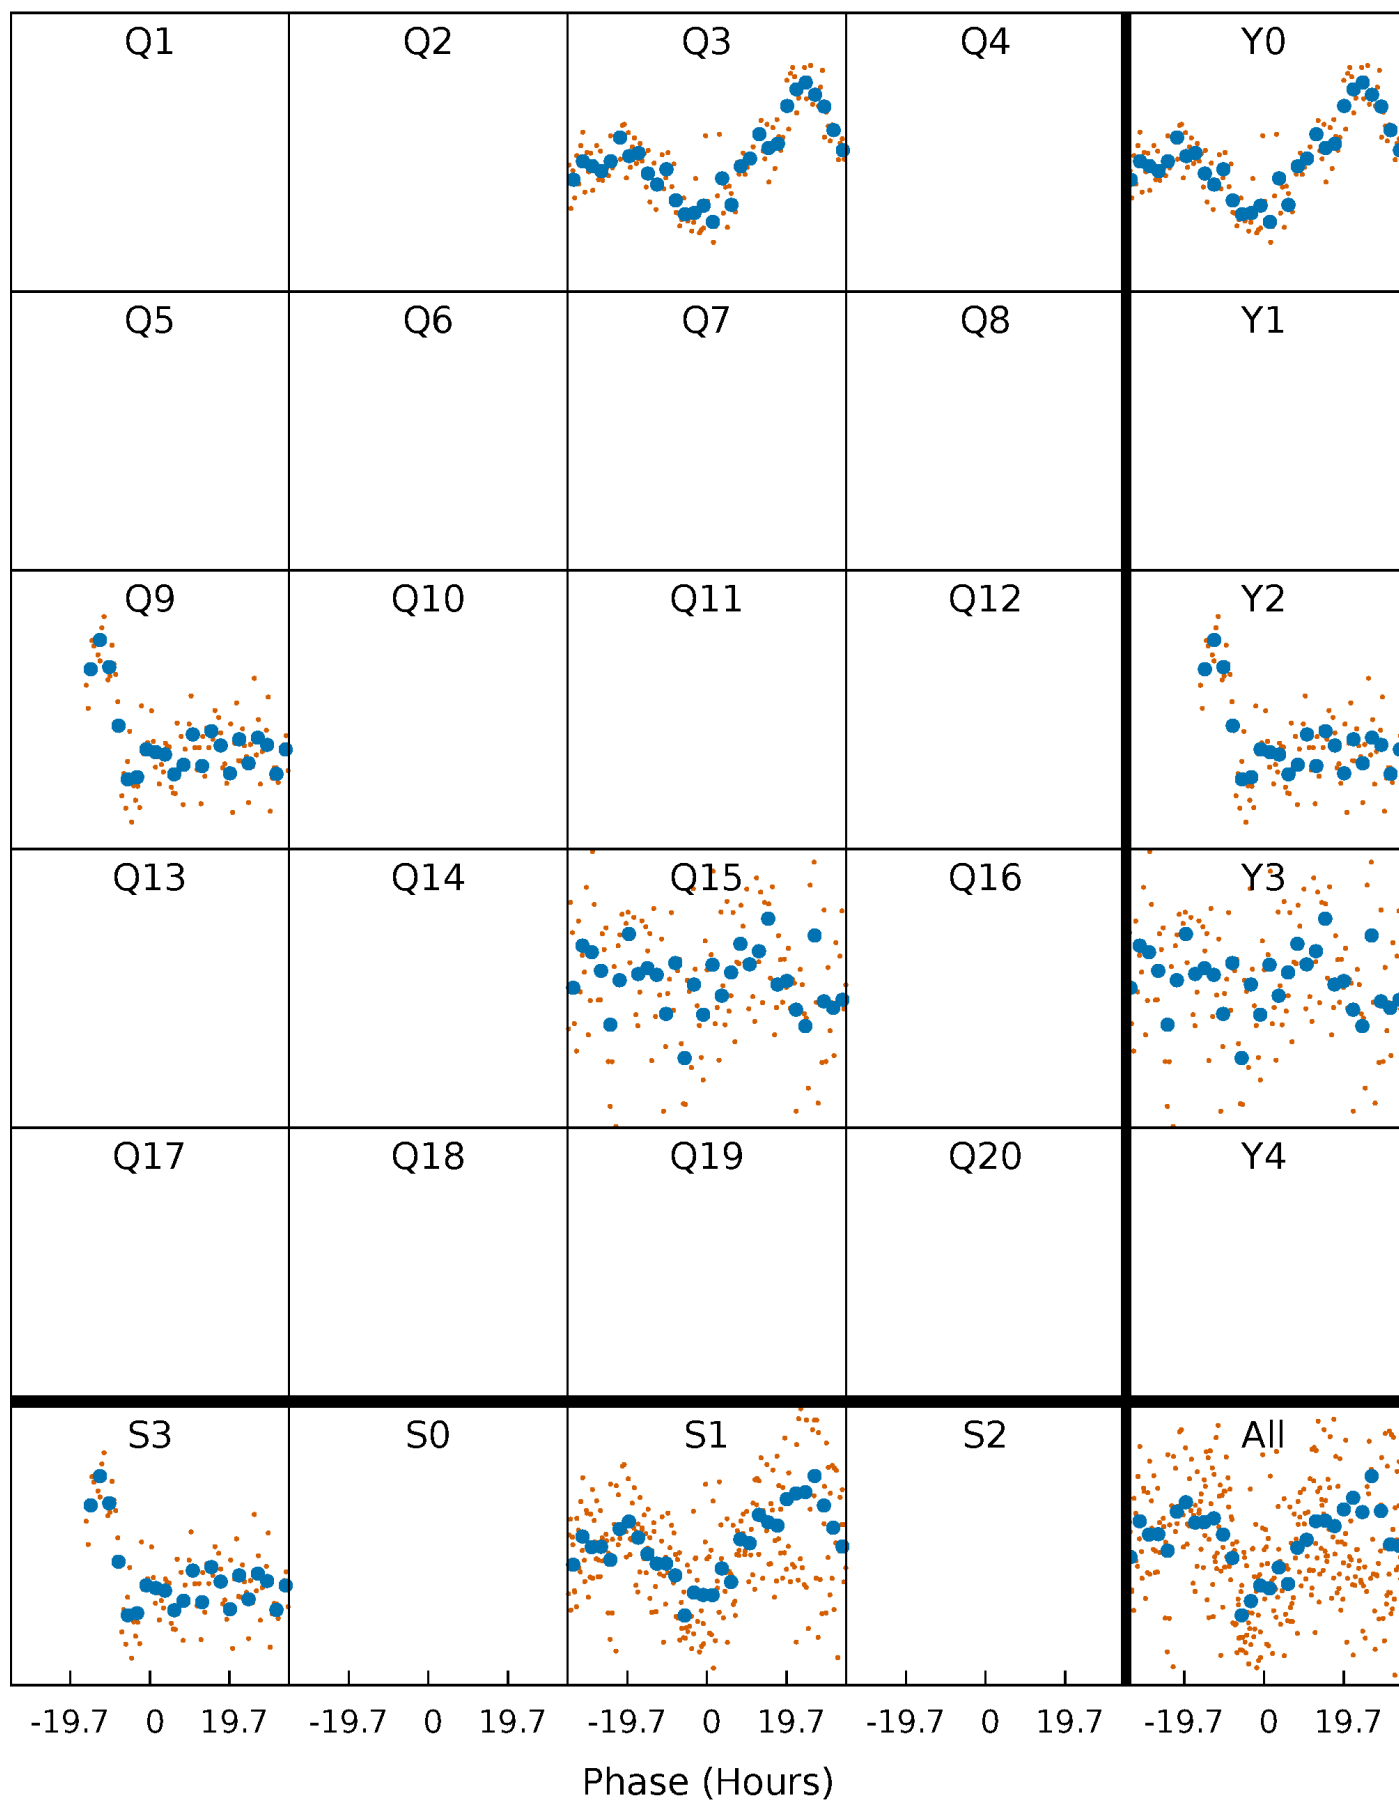 Q1 Q2 Q3 Q4 Y0
Q5 Q6 Q7 Q8 Y1
Q9 Q10 Q11 Q12 Y2
Q13 Q14 Q15 Q16 Y3
Q17 Q18 Q19 Q20 Y4
S3 S0 S1 S2 All
-19.7 0 19.7 -19.7 0 19.7 -19.7 0 19.7 -19.7 0 19.7 -19.7 0 19.7
Phase (Hours)